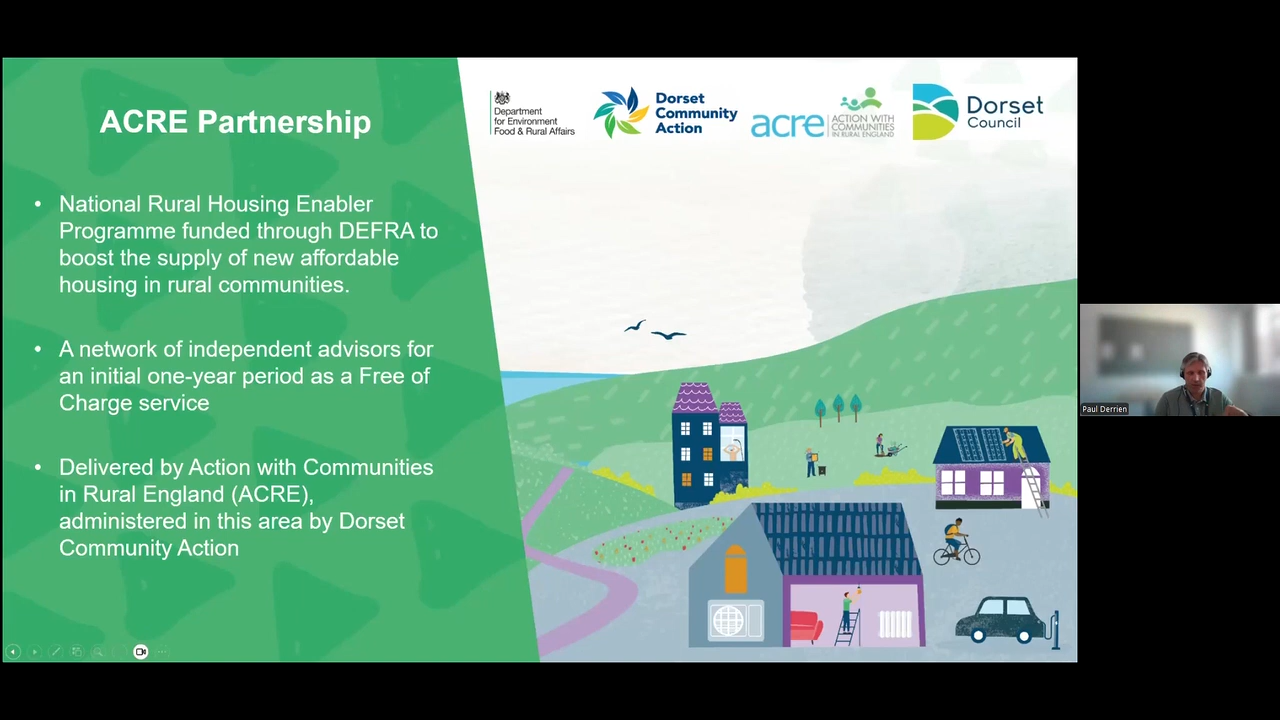 ACRE Partnership
• National Rural Housing Enabler
Programme funded through DEFRA to
boost the supply of new affordable
housing in rural communities.
• A network of independent advisors for
an initial one-year period as a Free of
Charge service
• Delivered by Action with Communities
in Rural England (ACRE),
administered in this area by Dorset
Community Action
Department
for Environment
Food & Rural Affairs
Dorset
Community
Action
acre
ACTION WITH
COMMUNITIES
IN RURAL ENGLAND
Dorset
Council
Paul Derrien